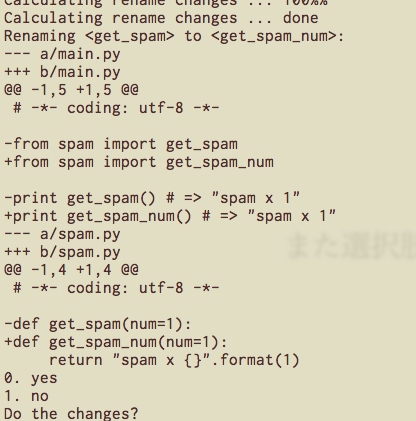 Calculating rename changes ... 100%%
Calculating rename changes ... done
Renaming <get_spam> to <get_spam_num>:
--- a/main.py
+++ b/main.py
@@ -1,5 +1,5 @@
 # -*- coding: utf-8 -*-

-from spam import get_spam
+from spam import get_spam_num

-print get_spam() # => "spam x 1"
+print get_spam_num() # => "spam x 1"
--- a/spam.py
+++ b/spam.py
また選択肢
@@ -1,4 +1,4 @@
 # -*- coding: utf-8 -*-

-def get_spam(num=1):
+def get_spam_num(num=1):
     return "spam x {}".format(1)
0. yes
1. no
Do the changes?